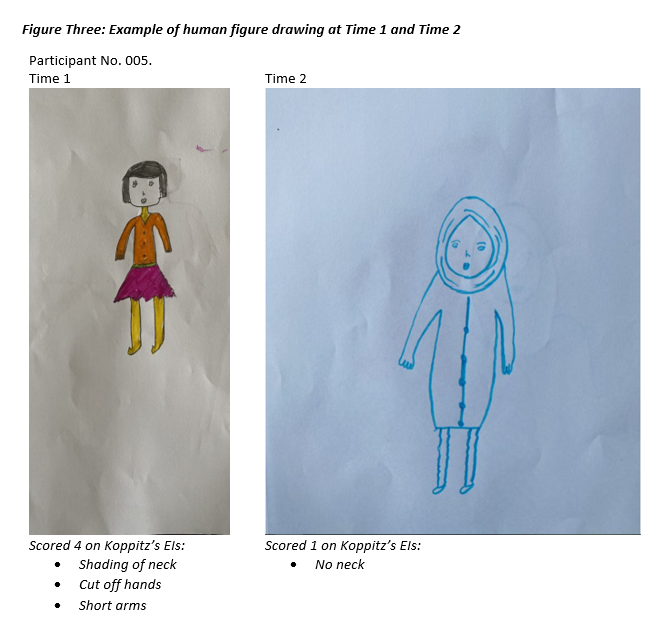 Figure Three: Example of human figure drawing at Time 1 and Time 2
Participant No. 005.
Time 1
Time 2
Scored 4 on Koppitz's EIs:
• Shading of neck
• Cut off hands
• Short arms
Scored 1 on Koppitz's EIs:
• No neck